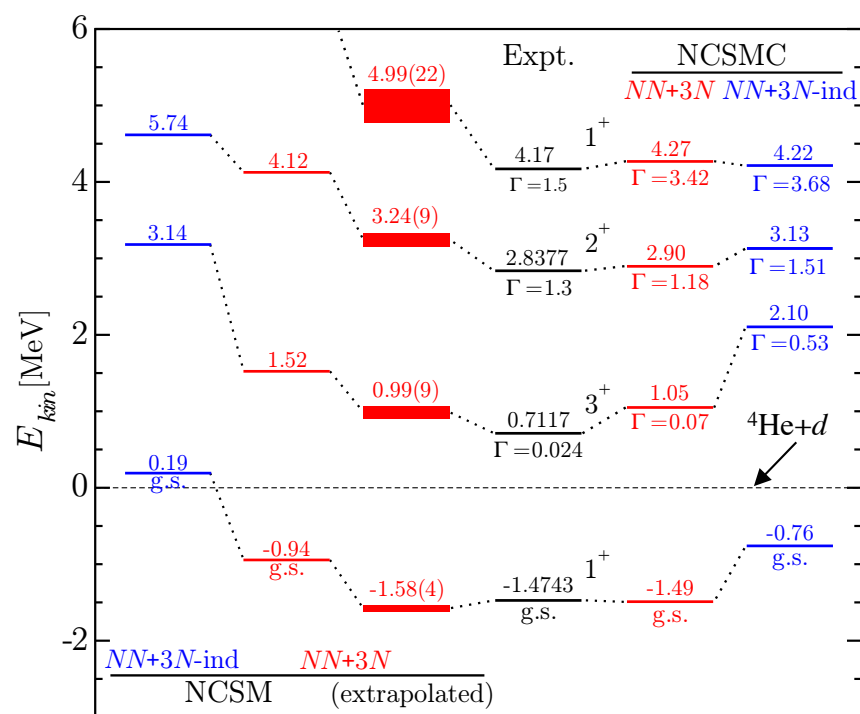 6
4
2
0
-2
E_kin[MeV]
Expt.
NCSMC
NN+3N NN+3N-ind
5.74
3.14
0.19
g.s.
4.12
1.52
-0.94
g.s.
4.99(22)
3.24(9)
0.99(9)
-1.58(4)
4.17
Γ =1.5
2.8377
Γ =1.3
0.7117
Γ =0.024
-1.4743
g.s.
1⁺
2⁺
3⁺
1⁺
4.27
Γ =3.42
2.90
Γ =1.18
1.05
Γ =0.07
-1.49
g.s.
4.22
Γ =3.68
3.13
Γ =1.51
2.10
Γ =0.53
⁴He+d
-0.76
g.s.
NN+3N-ind NN+3N
NCSM (extrapolated)